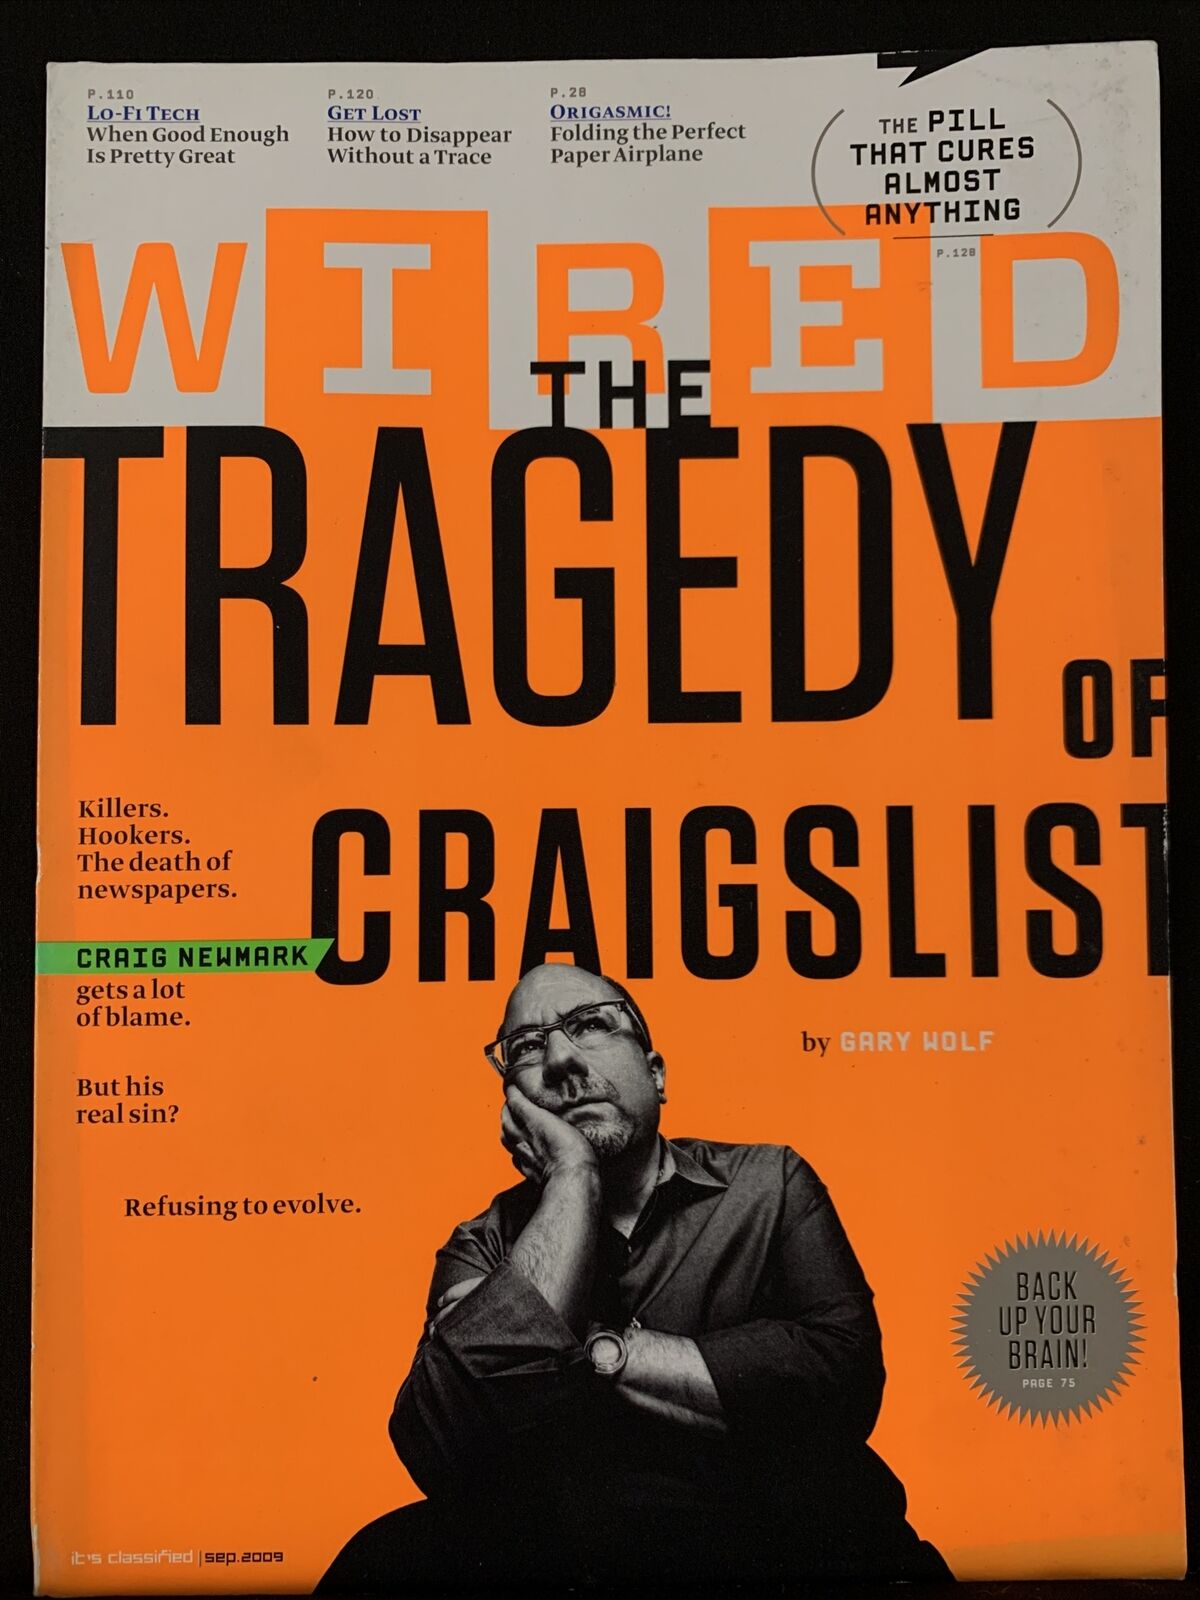 P.110
LO-FI TECH
When Good Enough
Is Pretty Great
P.120
GET LOST
How to Disappear
Without a Trace
P.28
ORIGASMIC!
Folding the Perfect
Paper Airplane
THE PILL
THAT CURES
ALMOST
ANYTHING
P.128
WIRED
THE
TRAGEDY
OF
CRAIGSLIST
Killers.
Hookers.
The death of
newspapers.
CRAIG NEWMARK
gets a lot
of blame.
But his
real sin?
Refusing to evolve.
by GARY WOLF
BACK
UP YOUR
BRAIN!
PAGE 75
it's classified | sep.2009